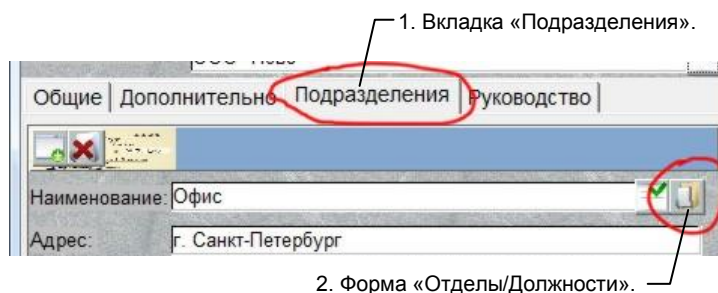 1. Вкладка «Подразделения».
Общие Дополнительно Подразделения Руководство
Наименование: Офис
Адрес: г. Санкт-Петербург
2. Форма «Отделы/Должности».